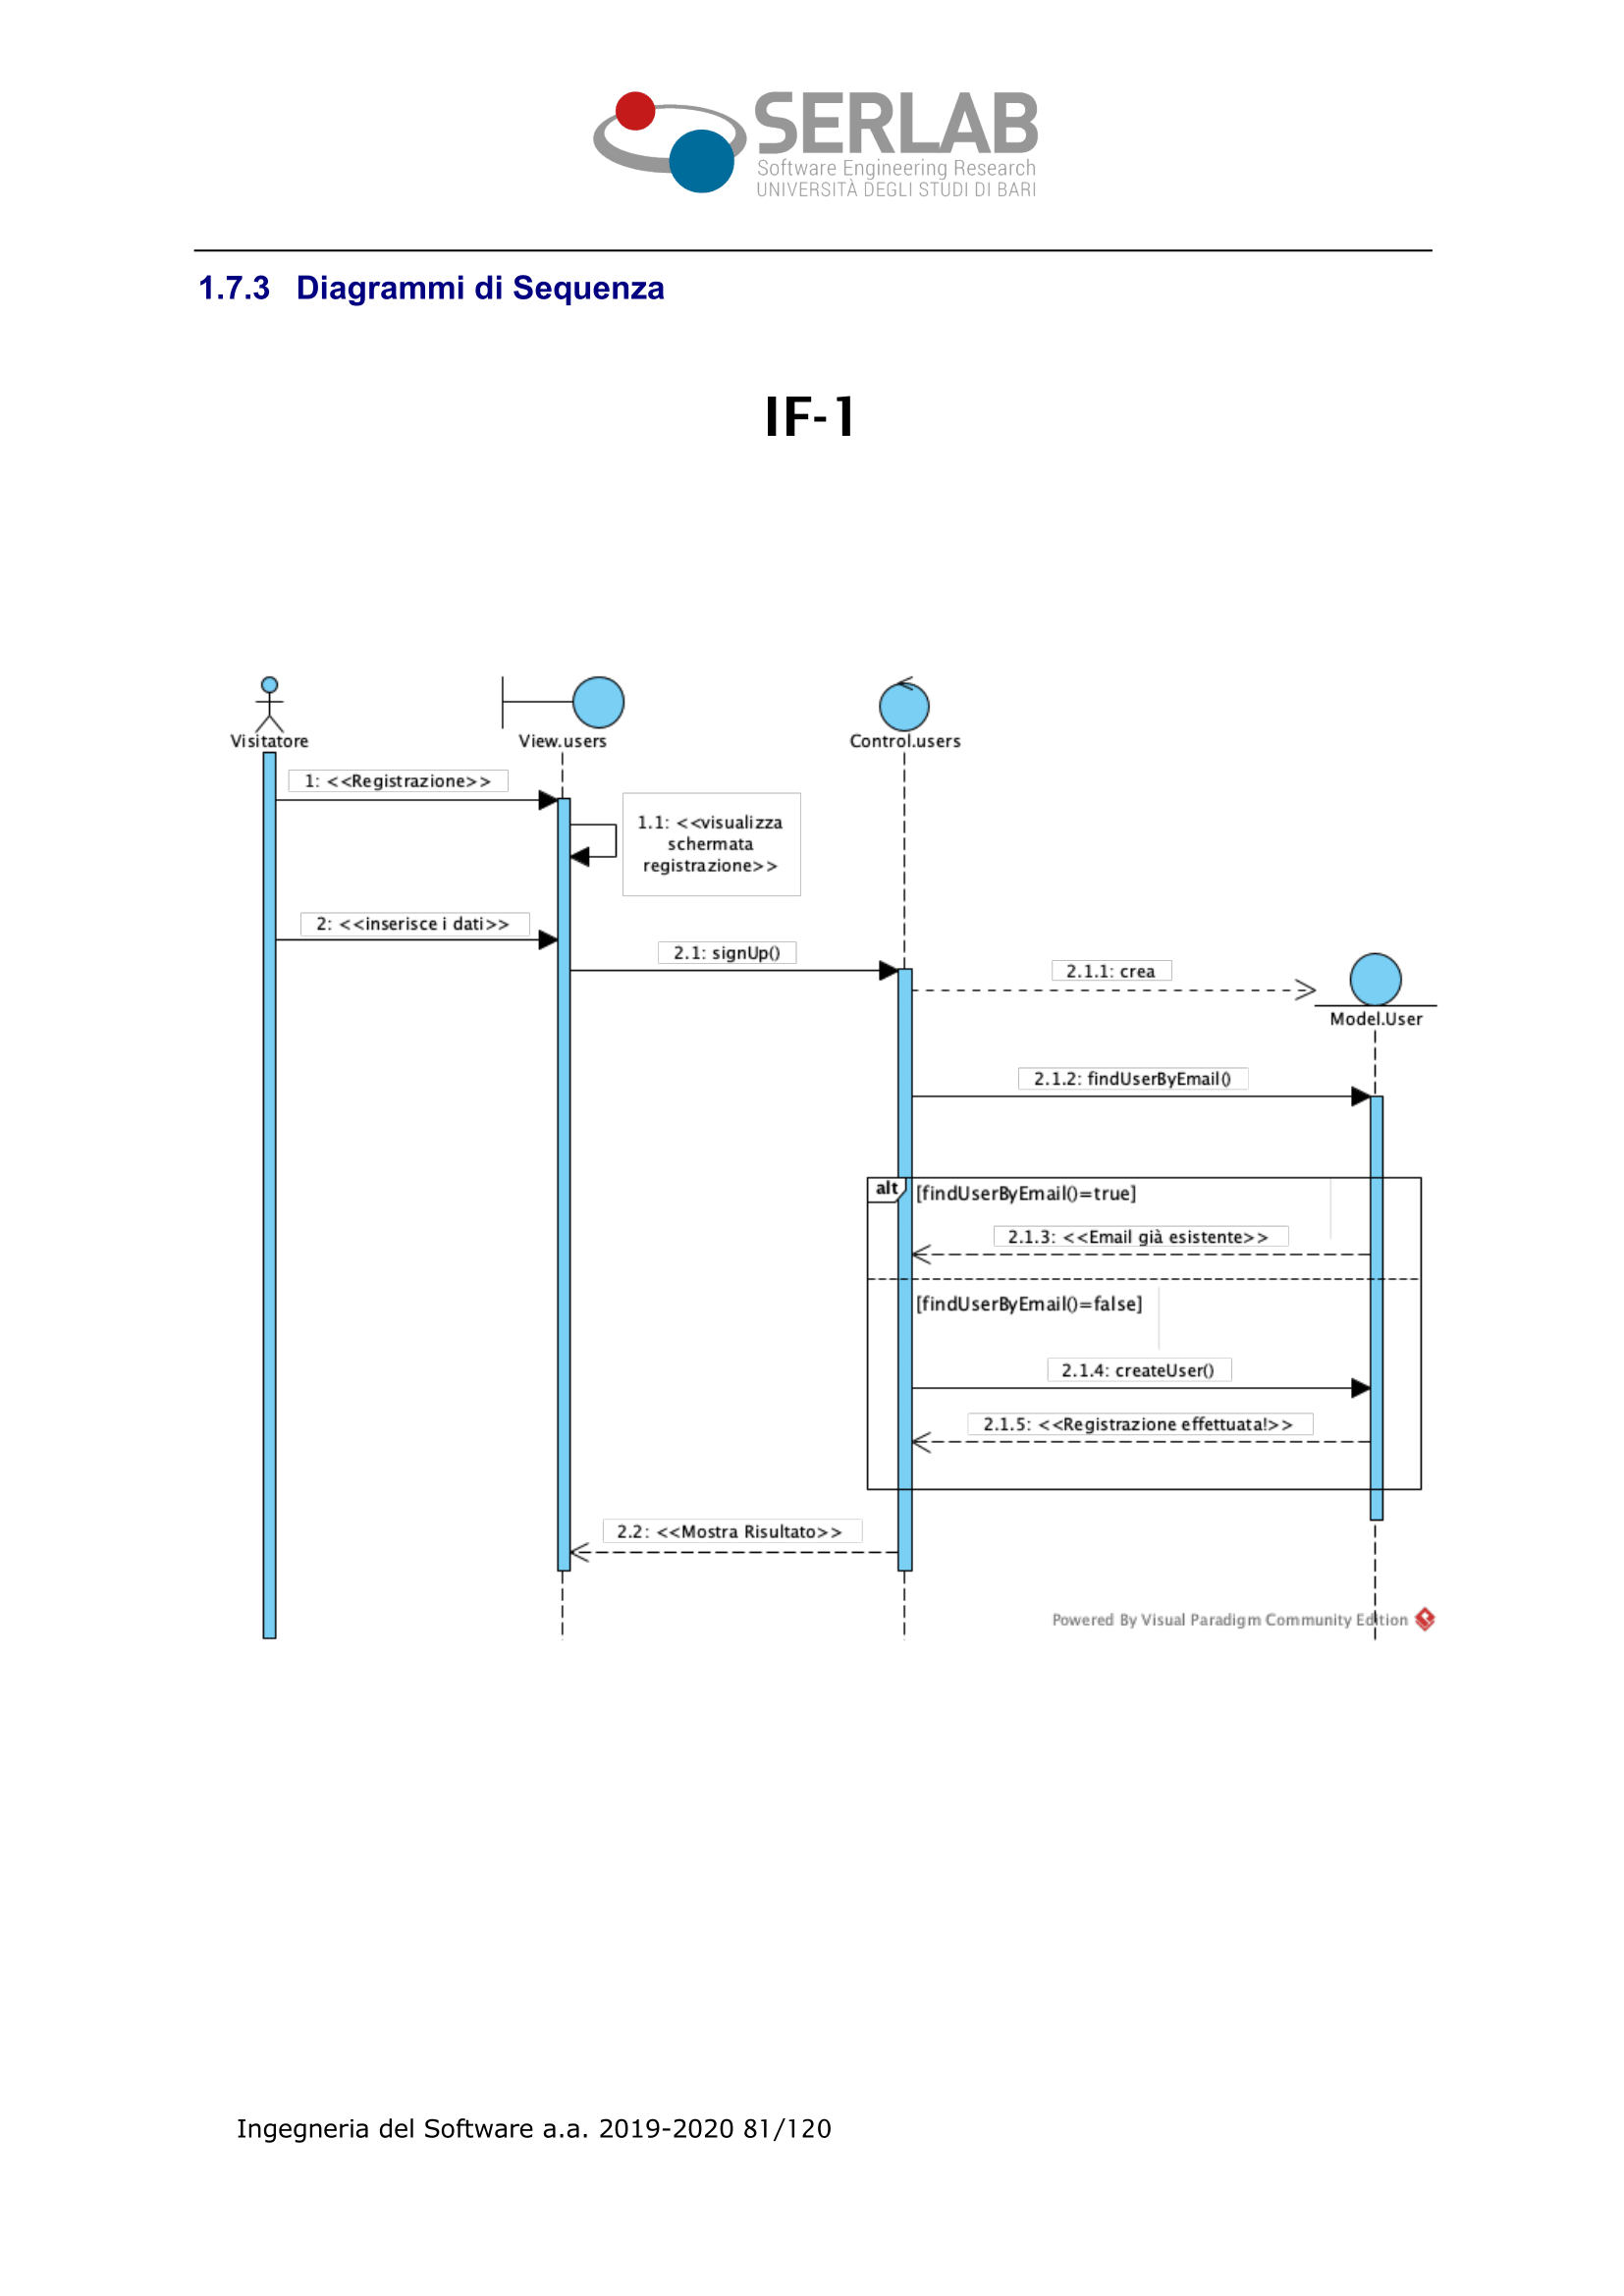 SERLAB
Software Engineering Research
UNIVERSITÀ DEGLI STUDI DI BARI
1.7.3 Diagrammi di Sequenza
IF-1
Visitatore
View.users
Control.users
1: <<Registrazione>>
1.1: <<visualizza
schermata
registrazione>>
2: <<inserisce i dati>>
2.1: signUp()
2.1.1: crea
Model.User
2.1.2: findUserByEmail()
alt
[findUserByEmail()=true]
2.1.3: <<Email già esistente>>
[findUserByEmail()=false]
2.1.4: createUser()
2.1.5: <<Registrazione effettuata!>>
2.2: <<Mostra Risultato>>
Powered By Visual Paradigm Community Edition
Ingegneria del Software a.a. 2019-2020 81/120